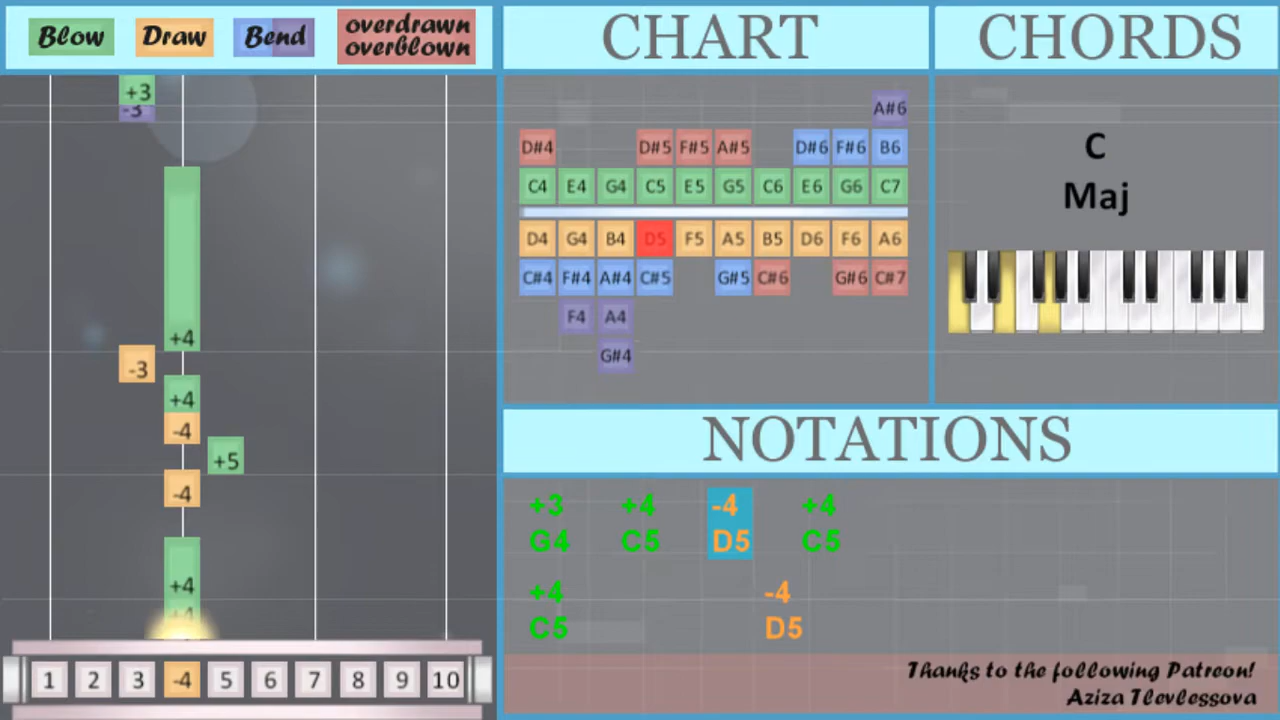 Blow Draw Bend overdrawn
overblown
CHART
CHORDS
+3
-3
+4
-3
+4
-4
+5
-4
+4
+4
1 2 3 -4 5 6 7 8 9 10
A#6
D#4 D#5 F#5 A#5 D#6 F#6 B6
C4 E4 G4 C5 E5 G5 C6 E6 G6 C7
D4 G4 B4 D5 F5 A5 B5 D6 F6 A6
C#4 F#4 A#4 C#5 G#5 C#6 G#6 C#7
F4 A4
G#4
C
Maj
NOTATIONS
+3 +4 -4 +4
G4 C5 D5 C5
+4 -4
C5 D5
Thanks to the following Patreon!
Aziza Tlevlessova